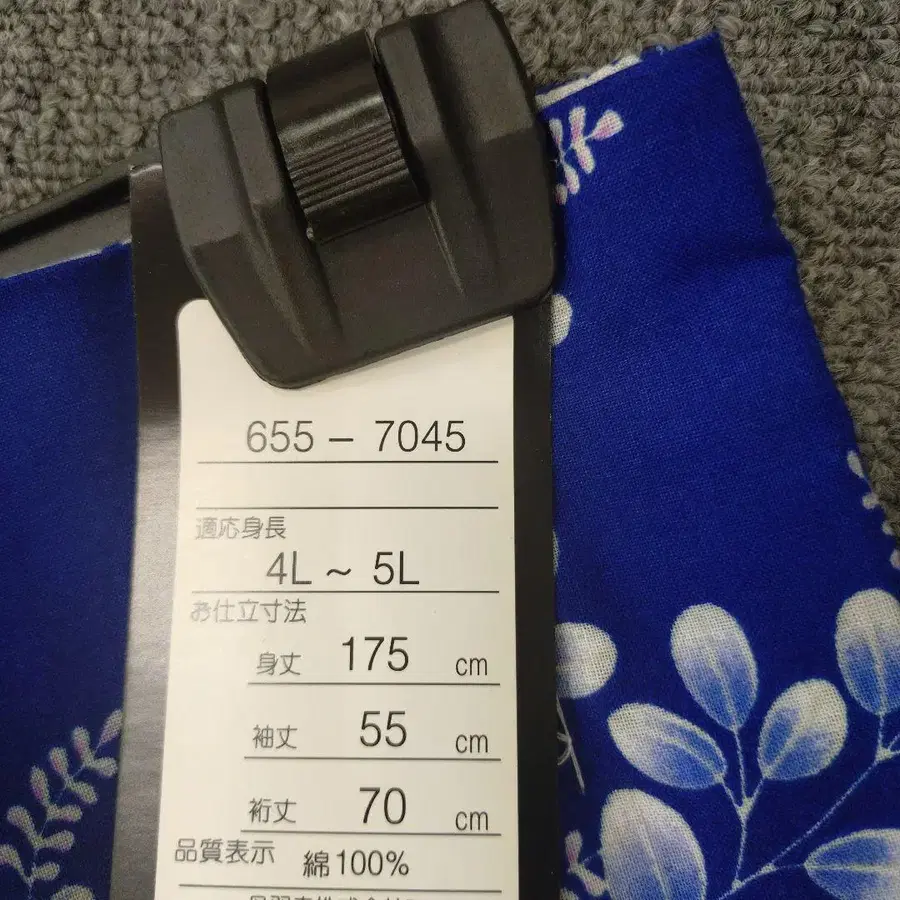 655 – 7045
適応身長
4L ~ 5L
お仕立寸法
身丈 175 cm
袖丈 55 cm
裄丈 70 cm
品質表示 綿100%